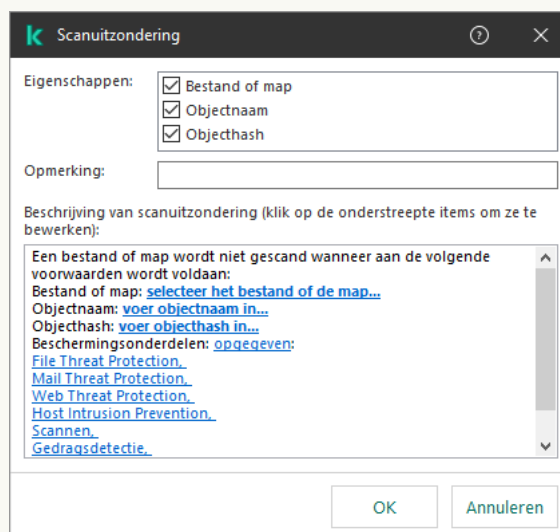 Scanuitzondering
Eigenschappen:
Bestand of map
Objectnaam
Objecthash
Opmerking:
Beschrijving van scanuitzondering (klik op de onderstreepte items om ze te
bewerken):
Een bestand of map wordt niet gescand wanneer aan de volgende
voorwaarden wordt voldaan:
Bestand of map: selecteer het bestand of de map...
Objectnaam: voer objectnaam in...
Objecthash: voer objecthash in...
Beschermingsonderdelen: opgegeven:
File Threat Protection,
Mail Threat Protection,
Web Threat Protection,
Host Intrusion Prevention,
Scannen,
Gedragsdetectie,
OK
Annuleren